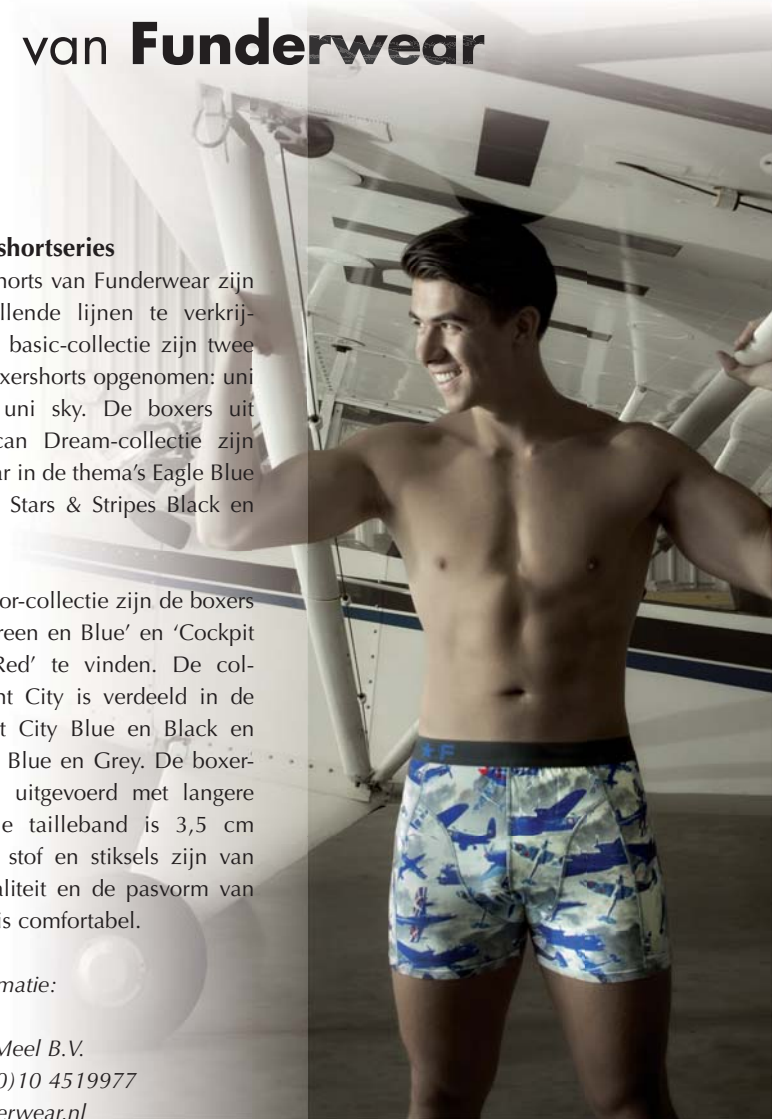 van Funderwear
shortseries
horts van Funderwear zijn
llende lijnen te verkrij-
basic-collectie zijn twee
xershorts opgenomen: uni
uni sky. De boxers uit
can Dream-collectie zijn
ar in de thema's Eagle Blue
Stars & Stripes Black en
or-collectie zijn de boxers
reen en Blue' en 'Cockpit
Red' te vinden. De col-
nt City is verdeeld in de
t City Blue en Black en
Blue en Grey. De boxer-
uitgevoerd met langere
e tailleband is 3,5 cm
stof en stiksels zijn van
aliteit en de pasvorm van
is comfortabel.
matie:
Meel B.V.
0)10 4519977
erwear.nl
★F